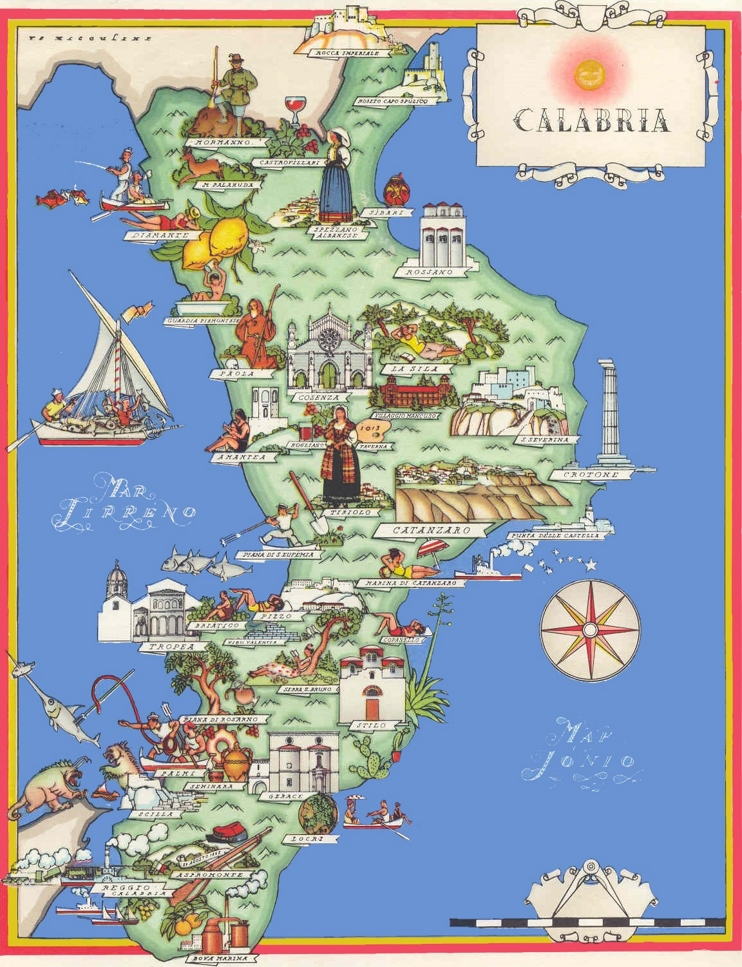 ROCCA IMPERIALE
ROSETO CAPO SPULICO
CALABRIA
MORMANNO
CASTROVILLARI
SIBARI
DIAMANTE
SPEZZANO
ALBANESE
ROSSANO
GUARDIA PIEMONTESE
PAOLA
LA SILA
COSENZA
VILLAGGIO MANCUSO
S. SEVERINA
1013
ROGLIANO
TAVERNA
AMANTEA
CROTONE
TIRIOLO
MAR
TIRRENO
CATANZARO
PUNTA DELLE CASTELLA
PIANA DI S. EUFEMIA
MARINA DI CATANZARO
BRIATICO
PIZZO
TROPEA
VIBO VALENTIA
COPANELLO
SERRA S. BRUNO
PIANA DI ROSARNO
STILO
MAR
JONIO
PALMI
SEMINARA
GERACE
SCILLA
LOCRI
ASPROMONTE
REGGIO
CALABRIA
BOVA MARINA